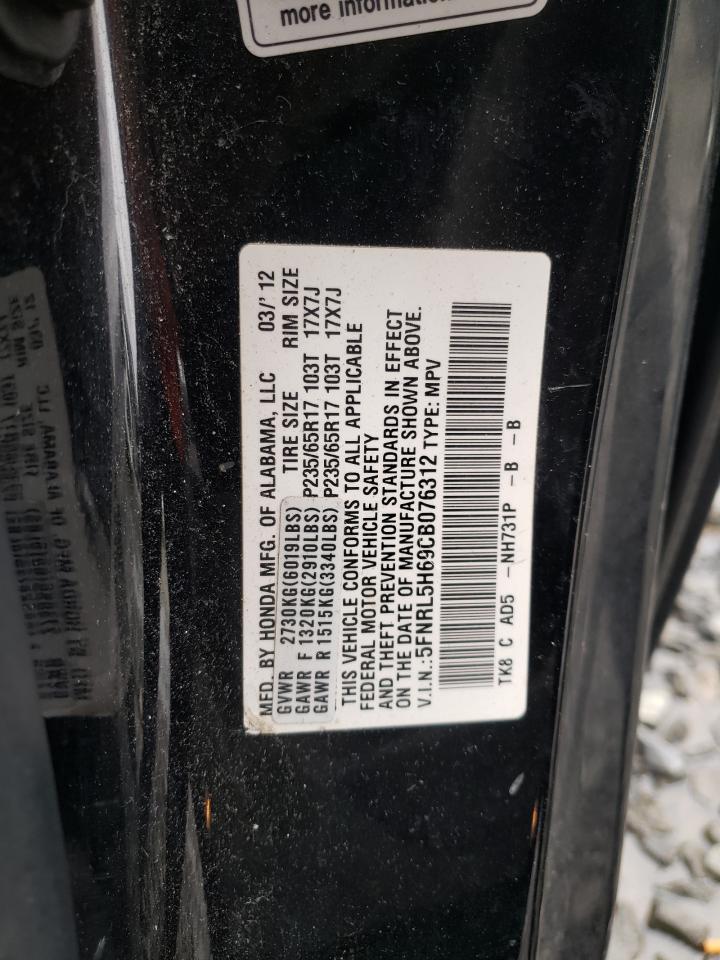 more information
MFD. BY HONDA MFG. OF ALABAMA, LLC 03/'12
GVWR 2730KG(6019LBS) TIRE SIZE RIM SIZE
GAWR F 1320KG(2910LBS) P235/65R17 103T 17X7J
GAWR R 1515KG(3340LBS) P235/65R17 103T 17X7J
THIS VEHICLE CONFORMS TO ALL APPLICABLE
FEDERAL MOTOR VEHICLE SAFETY
AND THEFT PREVENTION STANDARDS IN EFFECT
ON THE DATE OF MANUFACTURE SHOWN ABOVE.
V.I.N.:5FNRL5H69CB076312 TYPE: MPV
TK8 C AD5 -NH731P -B -B